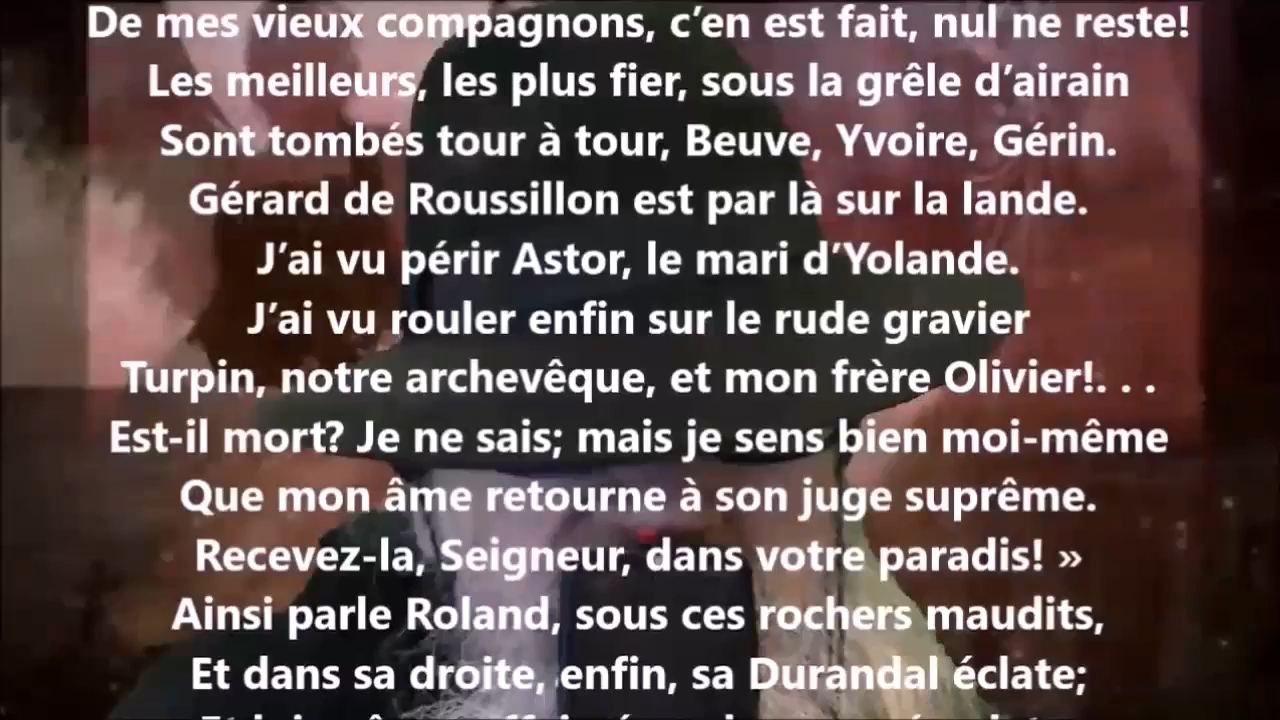 De mes vieux compagnons, c’en est fait, nul ne reste!
Les meilleurs, les plus fier, sous la grêle d’airain
Sont tombés tour à tour, Beuve, Yvoire, Gérin.
Gérard de Roussillon est par là sur la lande.
J’ai vu périr Astor, le mari d’Yolande.
J’ai vu rouler enfin sur le rude gravier
Turpin, notre archevêque, et mon frère Olivier!. . .
Est-il mort? Je ne sais; mais je sens bien moi-même
Que mon âme retourne à son juge suprême.
Recevez-la, Seigneur, dans votre paradis! »
Ainsi parle Roland, sous ces rochers maudits,
Et dans sa droite, enfin, sa Durandal éclate;